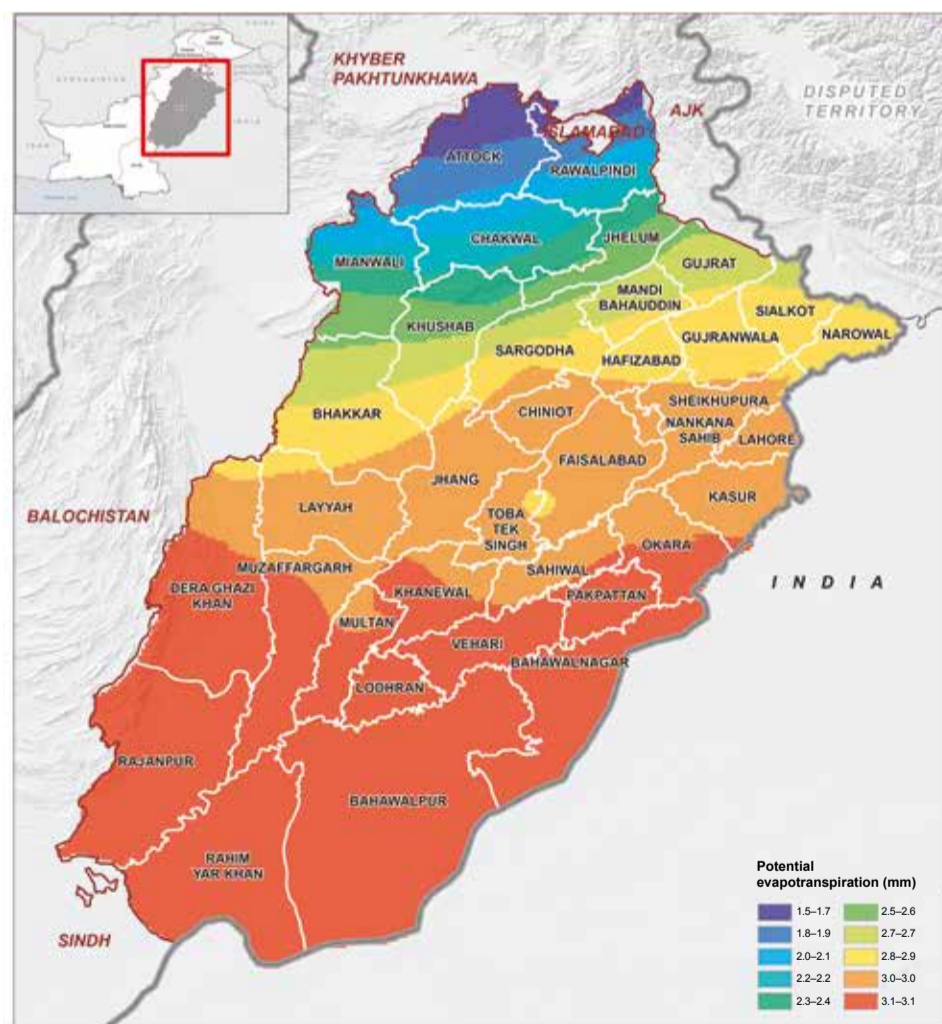 KHYBER
PAKHTUNKHAWA
AJK
DISPUTED
TERRITORY
ISLAMABAD
ATTOCK
RAWALPINDI
CHAKWAL
JHELUM
MIANWALI
GUJRAT
MANDI
BAHAUDDIN
KHUSHAB
SIALKOT
GUJRANWALA
NAROWAL
SARGODHA
HAFIZABAD
BHAKKAR
CHINIOT
SHEIKHUPURA
NANKANA
SAHIB
LAHORE
FAISALABAD
JHANG
KASUR
LAYYAH
TOBA
TEK
SINGH
BALOCHISTAN
OKARA
MUZAFFARGARH
SAHIWAL
INDIA
DERA GHAZI
KHAN
KHANEWAL
PAKPATTAN
MULTAN
VEHARI
BAHAWALNAGAR
LODHRAN
RAJANPUR
BAHAWALPUR
RAHIM
YAR KHAN
SINDH
Potential
evapotranspiration (mm)
1.5–1.7
1.8–1.9
2.0–2.1
2.2–2.2
2.3–2.4
2.5–2.6
2.7–2.7
2.8–2.9
3.0–3.0
3.1–3.1